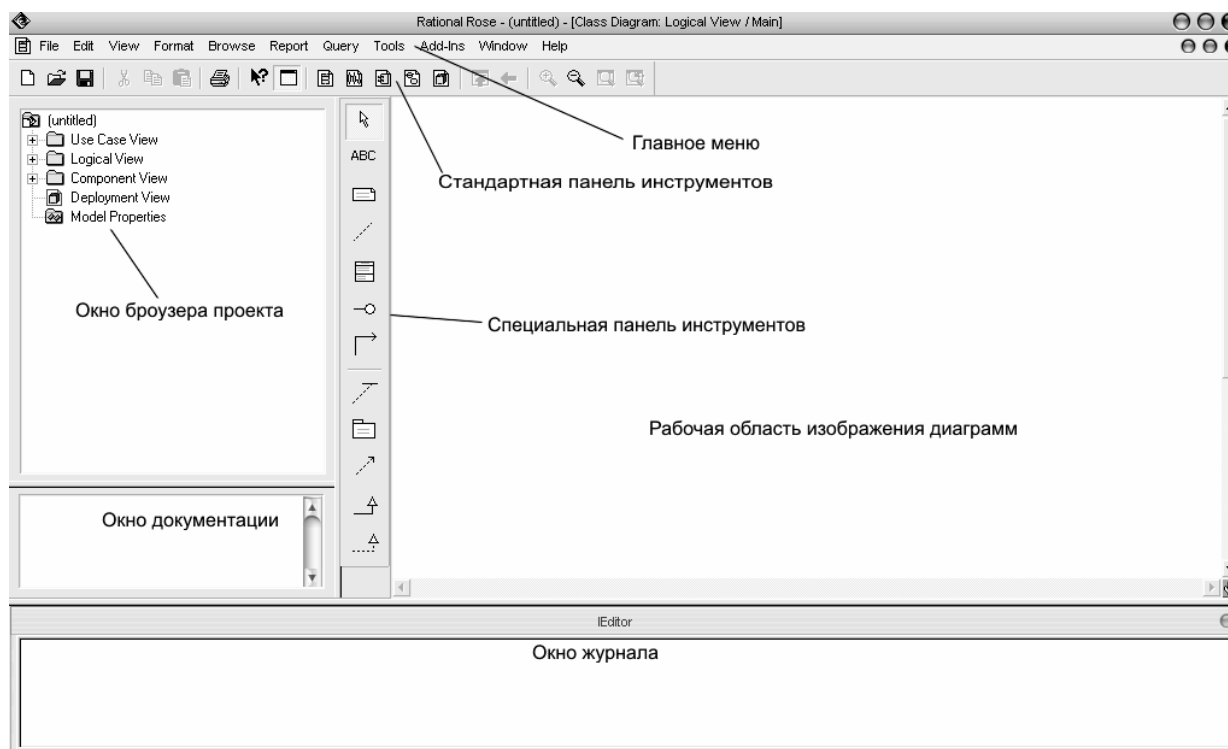 Rational Rose - (untitled) - [Class Diagram: Logical View / Main]
File Edit View Format Browse Report Query Tools Add-Ins Window Help
(untitled)
Use Case View
Logical View
Component View
Deployment View
Model Properties
ABC
Главное меню
Стандартная панель инструментов
Окно броузера проекта
Специальная панель инструментов
Рабочая область изображения диаграмм
Окно документации
IEditor
Окно журнала